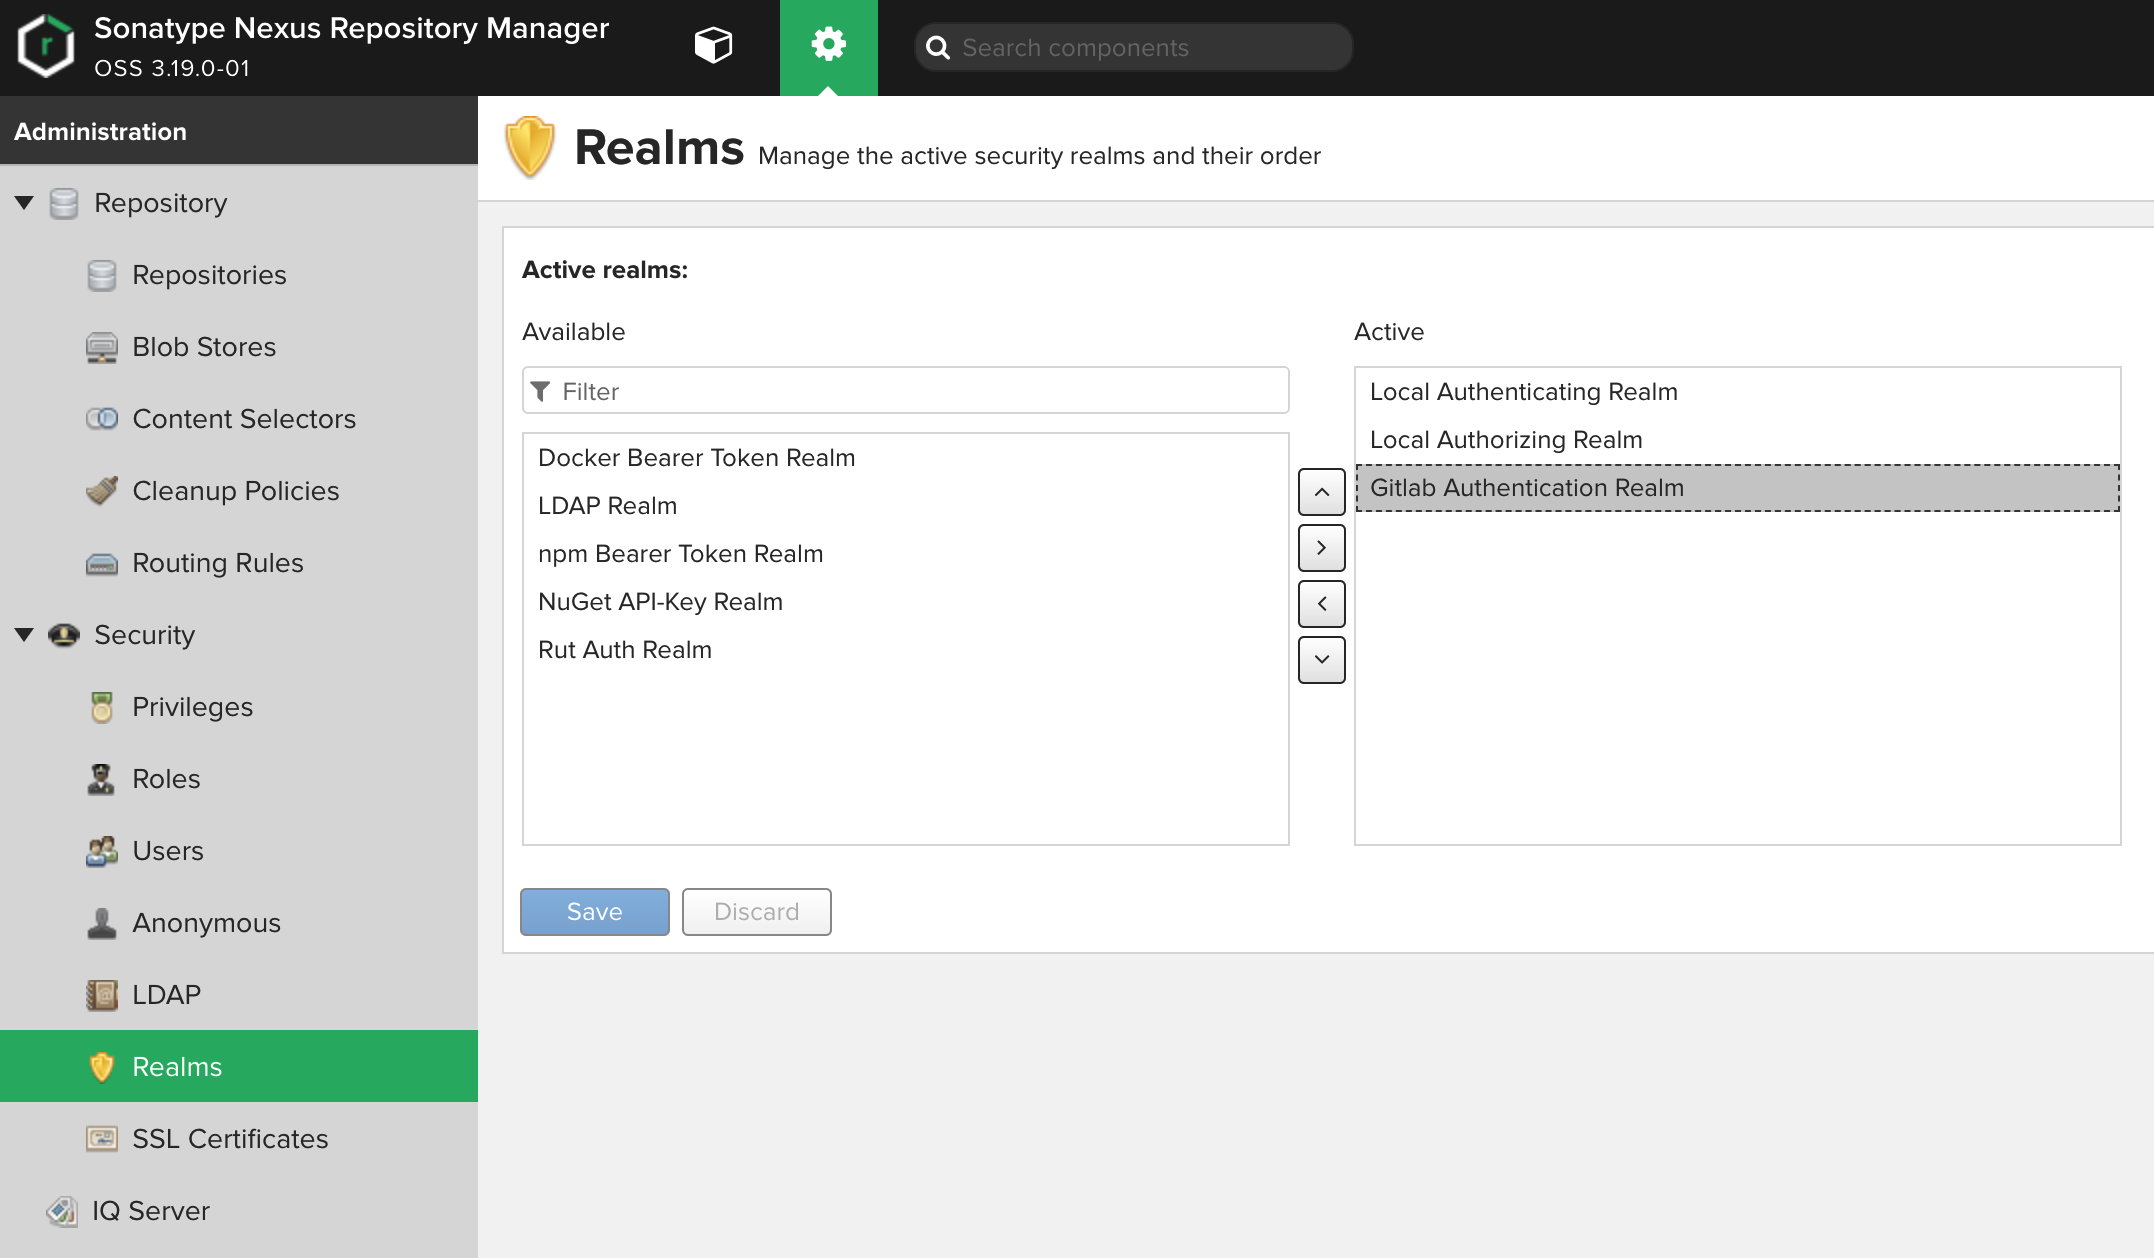 Sonatype Nexus Repository Manager
OSS 3.19.0-01
Search components
Administration
Repository
Repositories
Blob Stores
Content Selectors
Cleanup Policies
Routing Rules
Security
Privileges
Roles
Users
Anonymous
LDAP
Realms
SSL Certificates
IQ Server
Realms Manage the active security realms and their order
Active realms:
Available
Filter
Docker Bearer Token Realm
LDAP Realm
npm Bearer Token Realm
NuGet API-Key Realm
Rut Auth Realm
Active
Local Authenticating Realm
Local Authorizing Realm
Gitlab Authentication Realm
Save
Discard